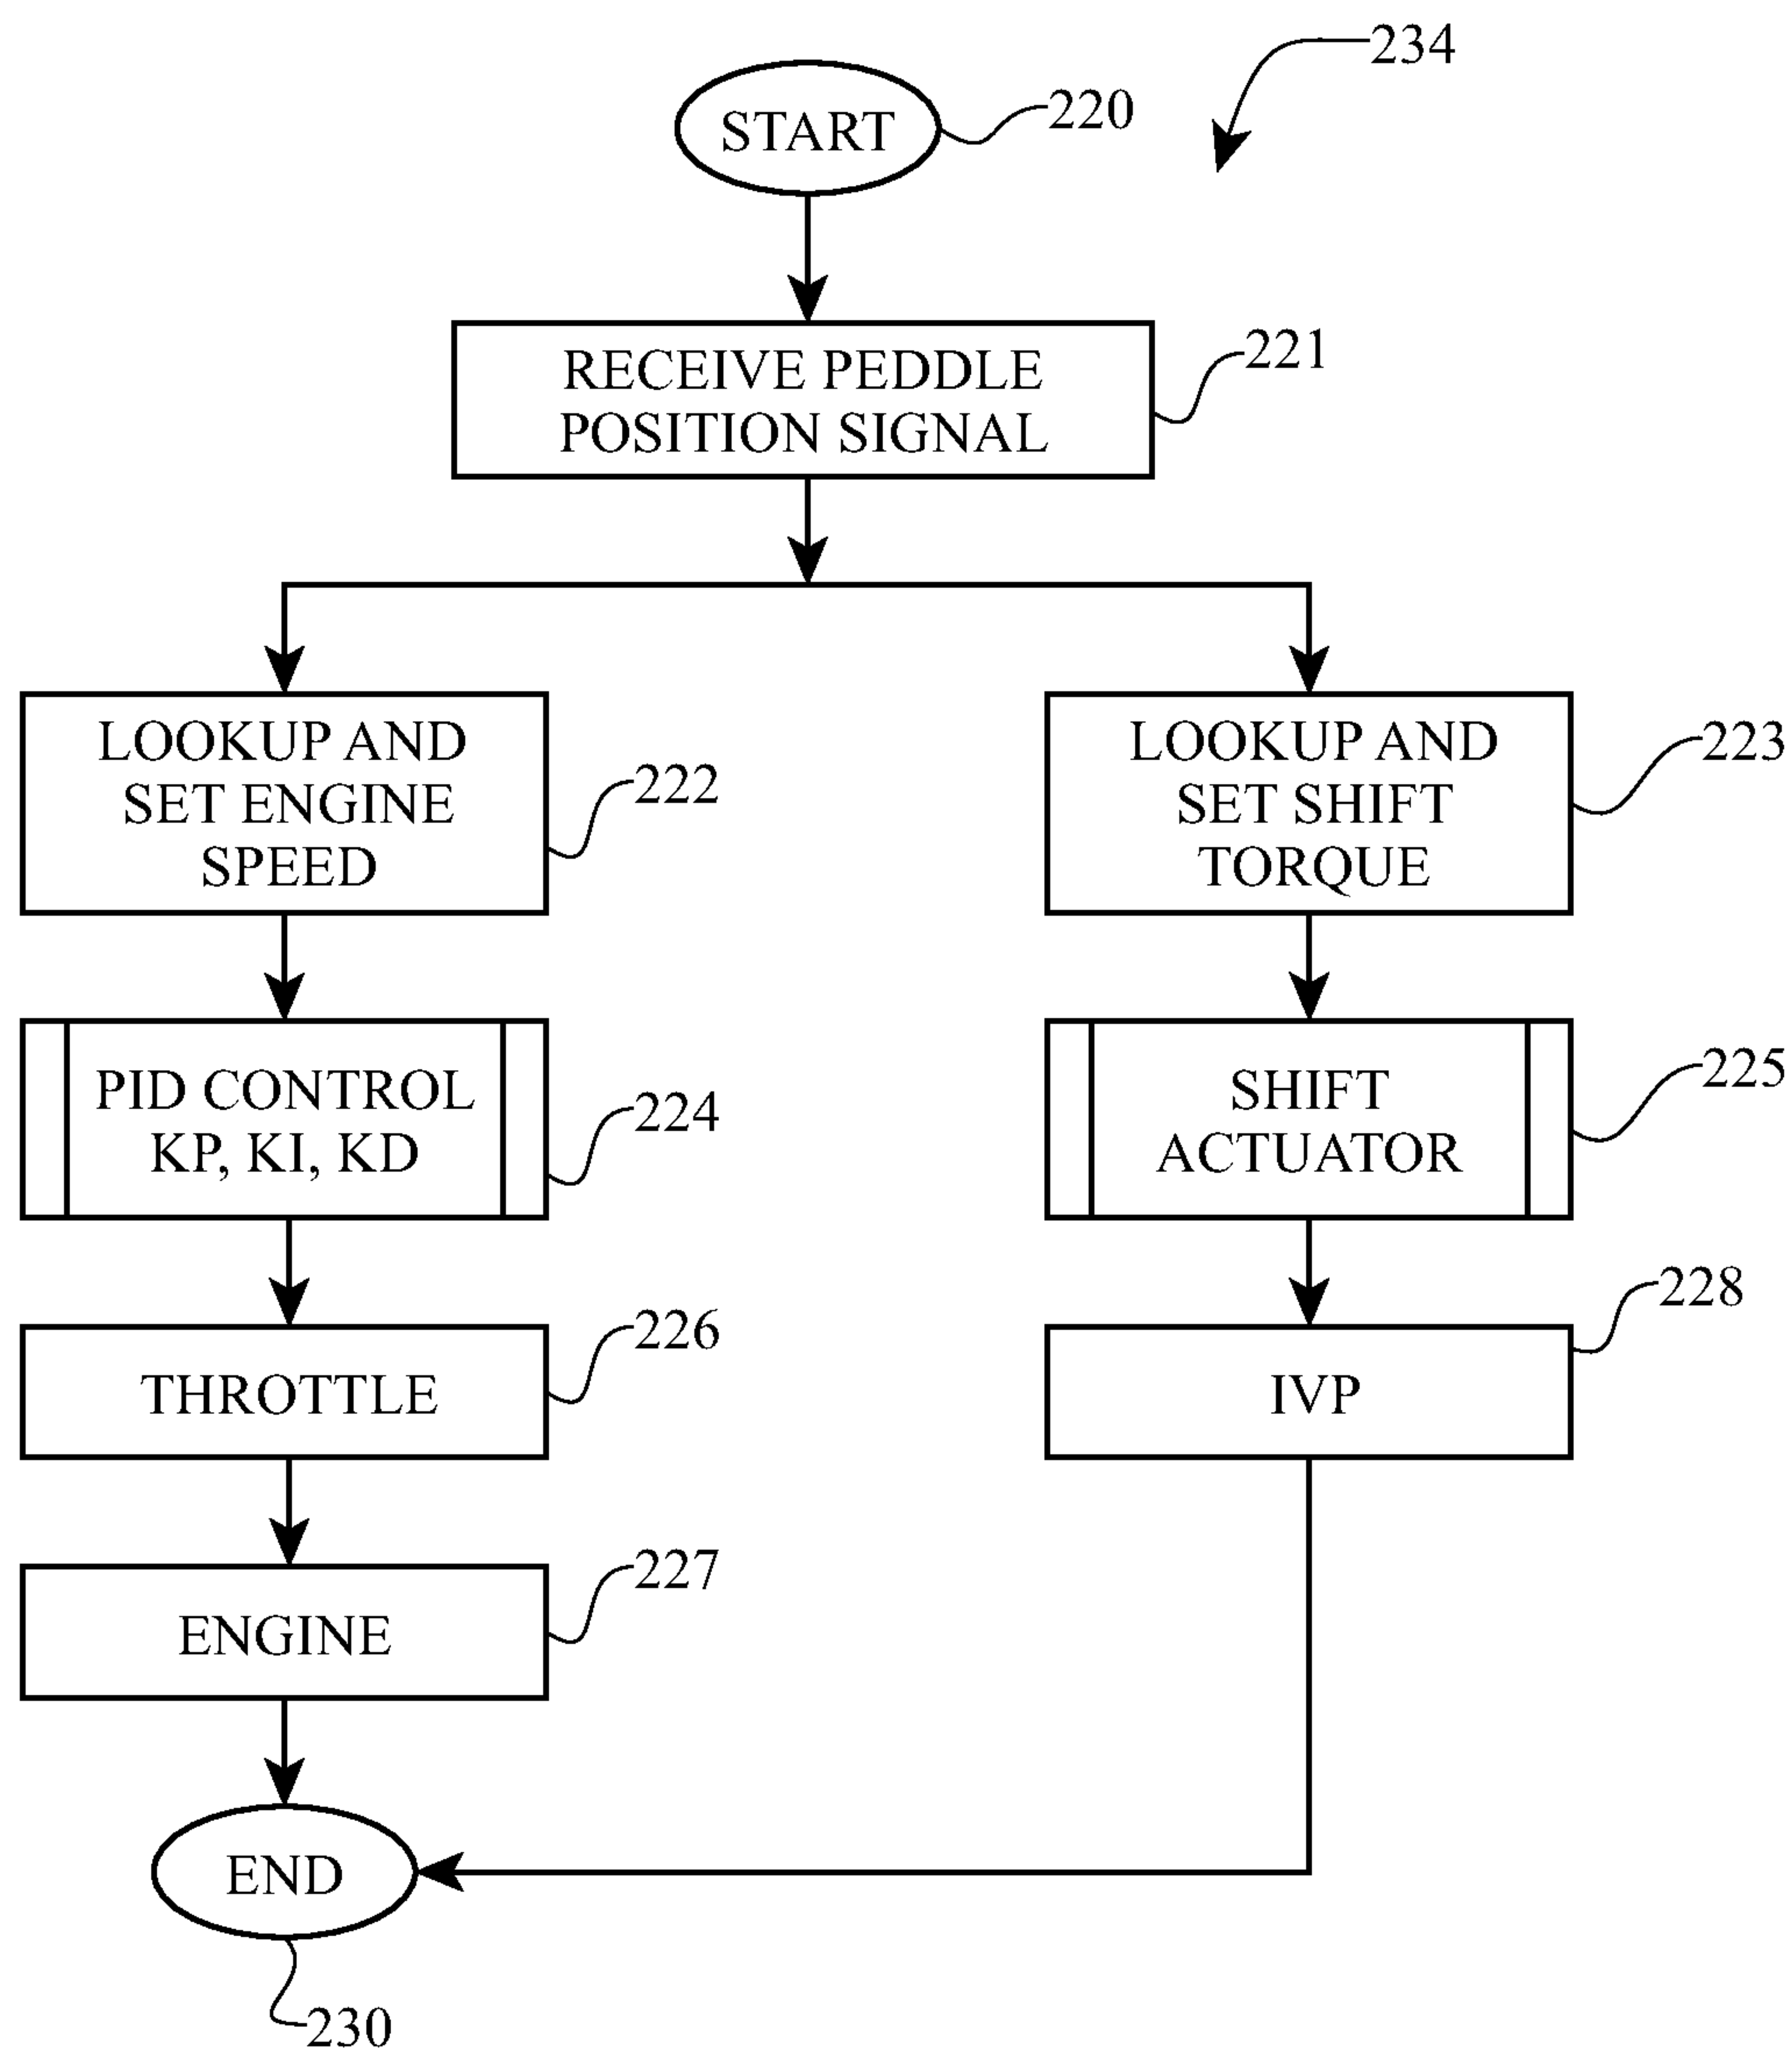 234
START
220
RECEIVE PEDDLE
POSITION SIGNAL
221
LOOKUP AND
SET ENGINE
SPEED
222
LOOKUP AND
SET SHIFT
TORQUE
223
PID CONTROL
KP, KI, KD
224
SHIFT
ACTUATOR
225
THROTTLE
226
IVP
228
ENGINE
227
END
230